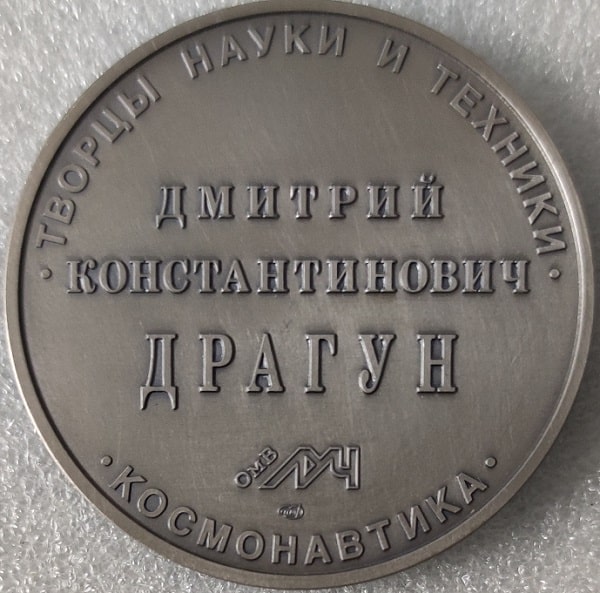 · ТВОРЦЫ НАУКИ И ТЕХНИКИ ·
ДМИТРИЙ
КОНСТАНТИНОВИЧ
ДРАГУН
ОМВ
· КОСМОНАВТИКА ·